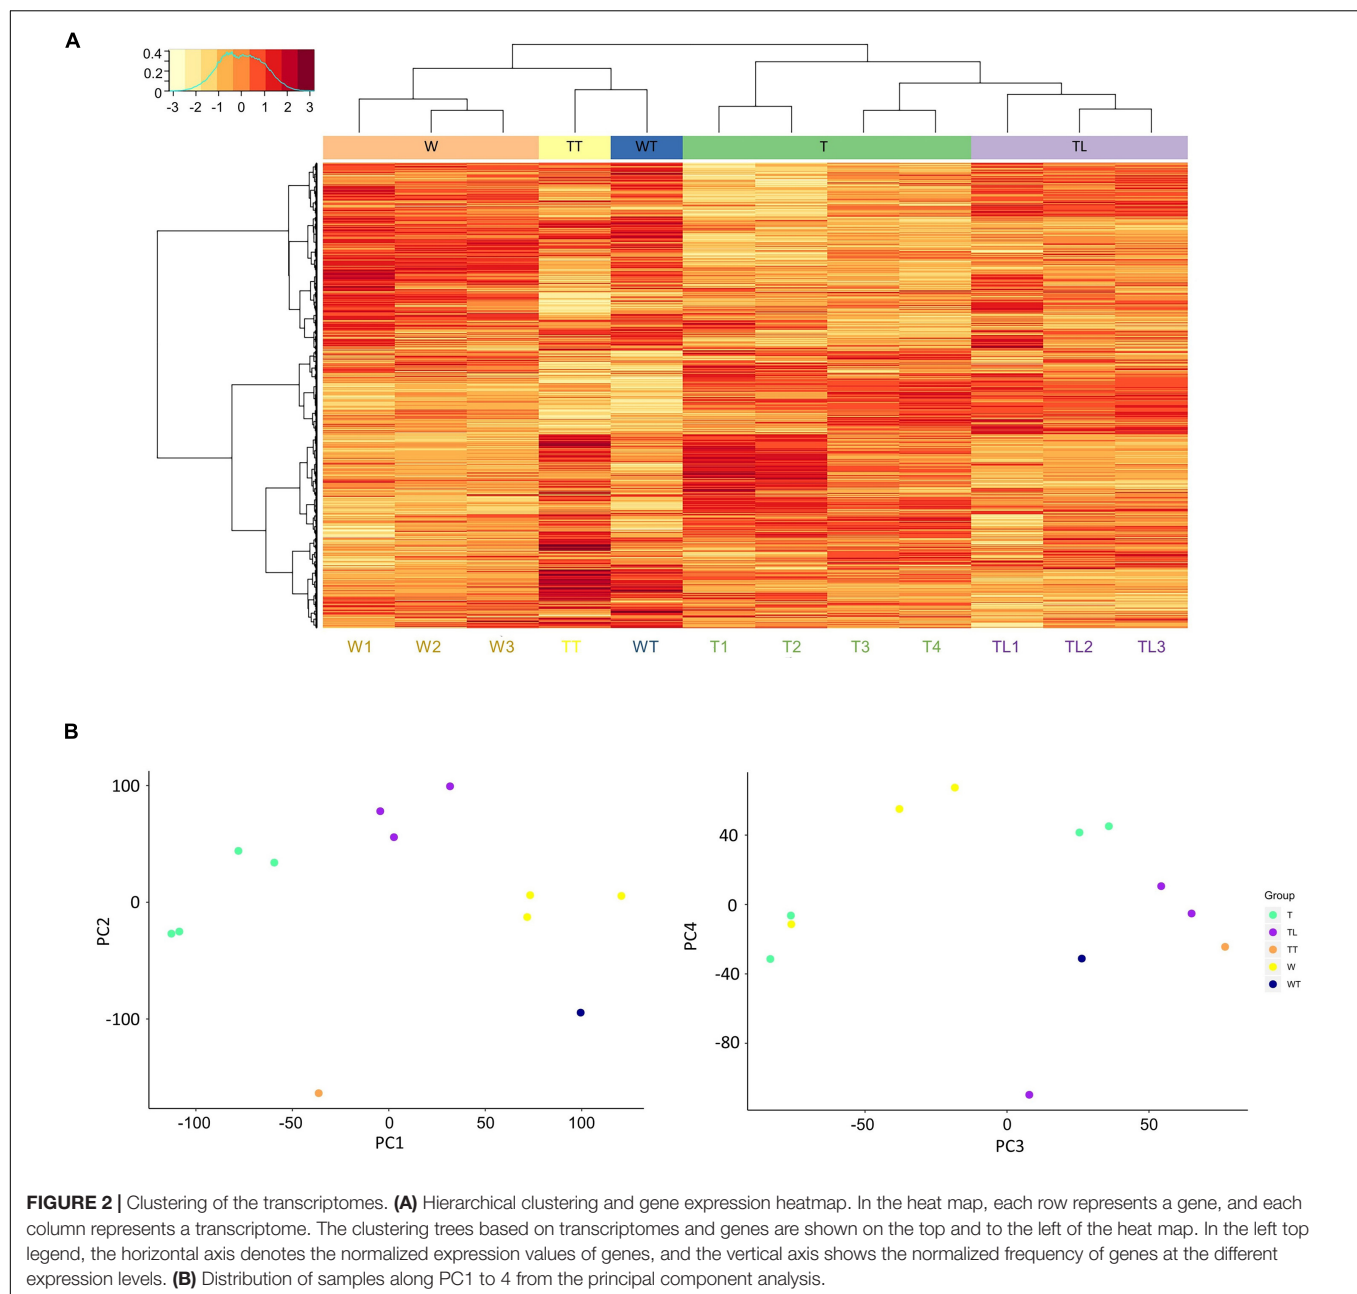 A
0.4
0.2
0
-3 -2 -1 0 1 2 3
W TT WT T TL
W1 W2 W3 TT WT T1 T2 T3 T4 TL1 TL2 TL3
B
100
0
-100
PC2
-100 -50 0 50 100
PC1
40
0
-40
-80
PC4
-50 0 50
PC3
Group
T
TL
TT
W
WT
FIGURE 2 | Clustering of the transcriptomes. (A) Hierarchical clustering and gene expression heatmap. In the heat map, each row represents a gene, and each
column represents a transcriptome. The clustering trees based on transcriptomes and genes are shown on the top and to the left of the heat map. In the left top
legend, the horizontal axis denotes the normalized expression values of genes, and the vertical axis shows the normalized frequency of genes at the different
expression levels. (B) Distribution of samples along PC1 to 4 from the principal component analysis.